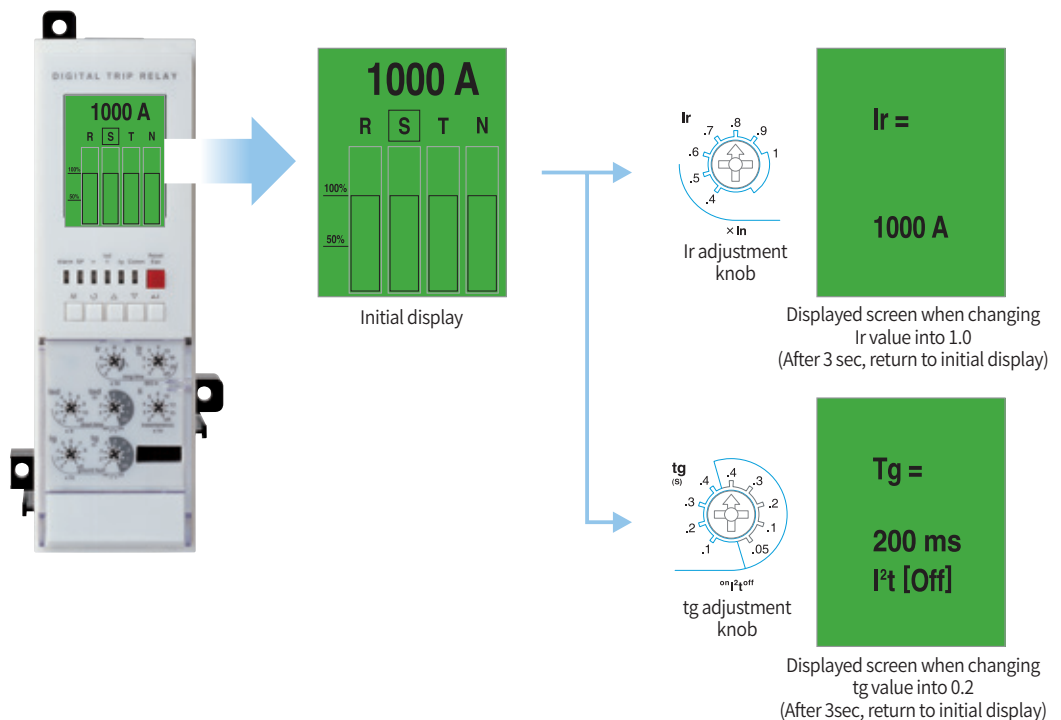 DIGITAL TRIP RELAY
1000 A
R S T N
100%
50%
1000 A
R S T N
100%
50%
Initial display
Ir
.4 .5 .6 .7 .8 .9 1
× In
Ir adjustment
knob
Ir =
1000 A
Displayed screen when changing
Ir value into 1.0
(After 3 sec, return to initial display)
tg
(S)
.1 .2 .3 .4 .4 .3 .2 .1 .05
on I²t off
tg adjustment
knob
Tg =
200 ms
I²t [Off]
Displayed screen when changing
tg value into 0.2
(After 3sec, return to initial display)
Alarm SP
Comm
Reset
M